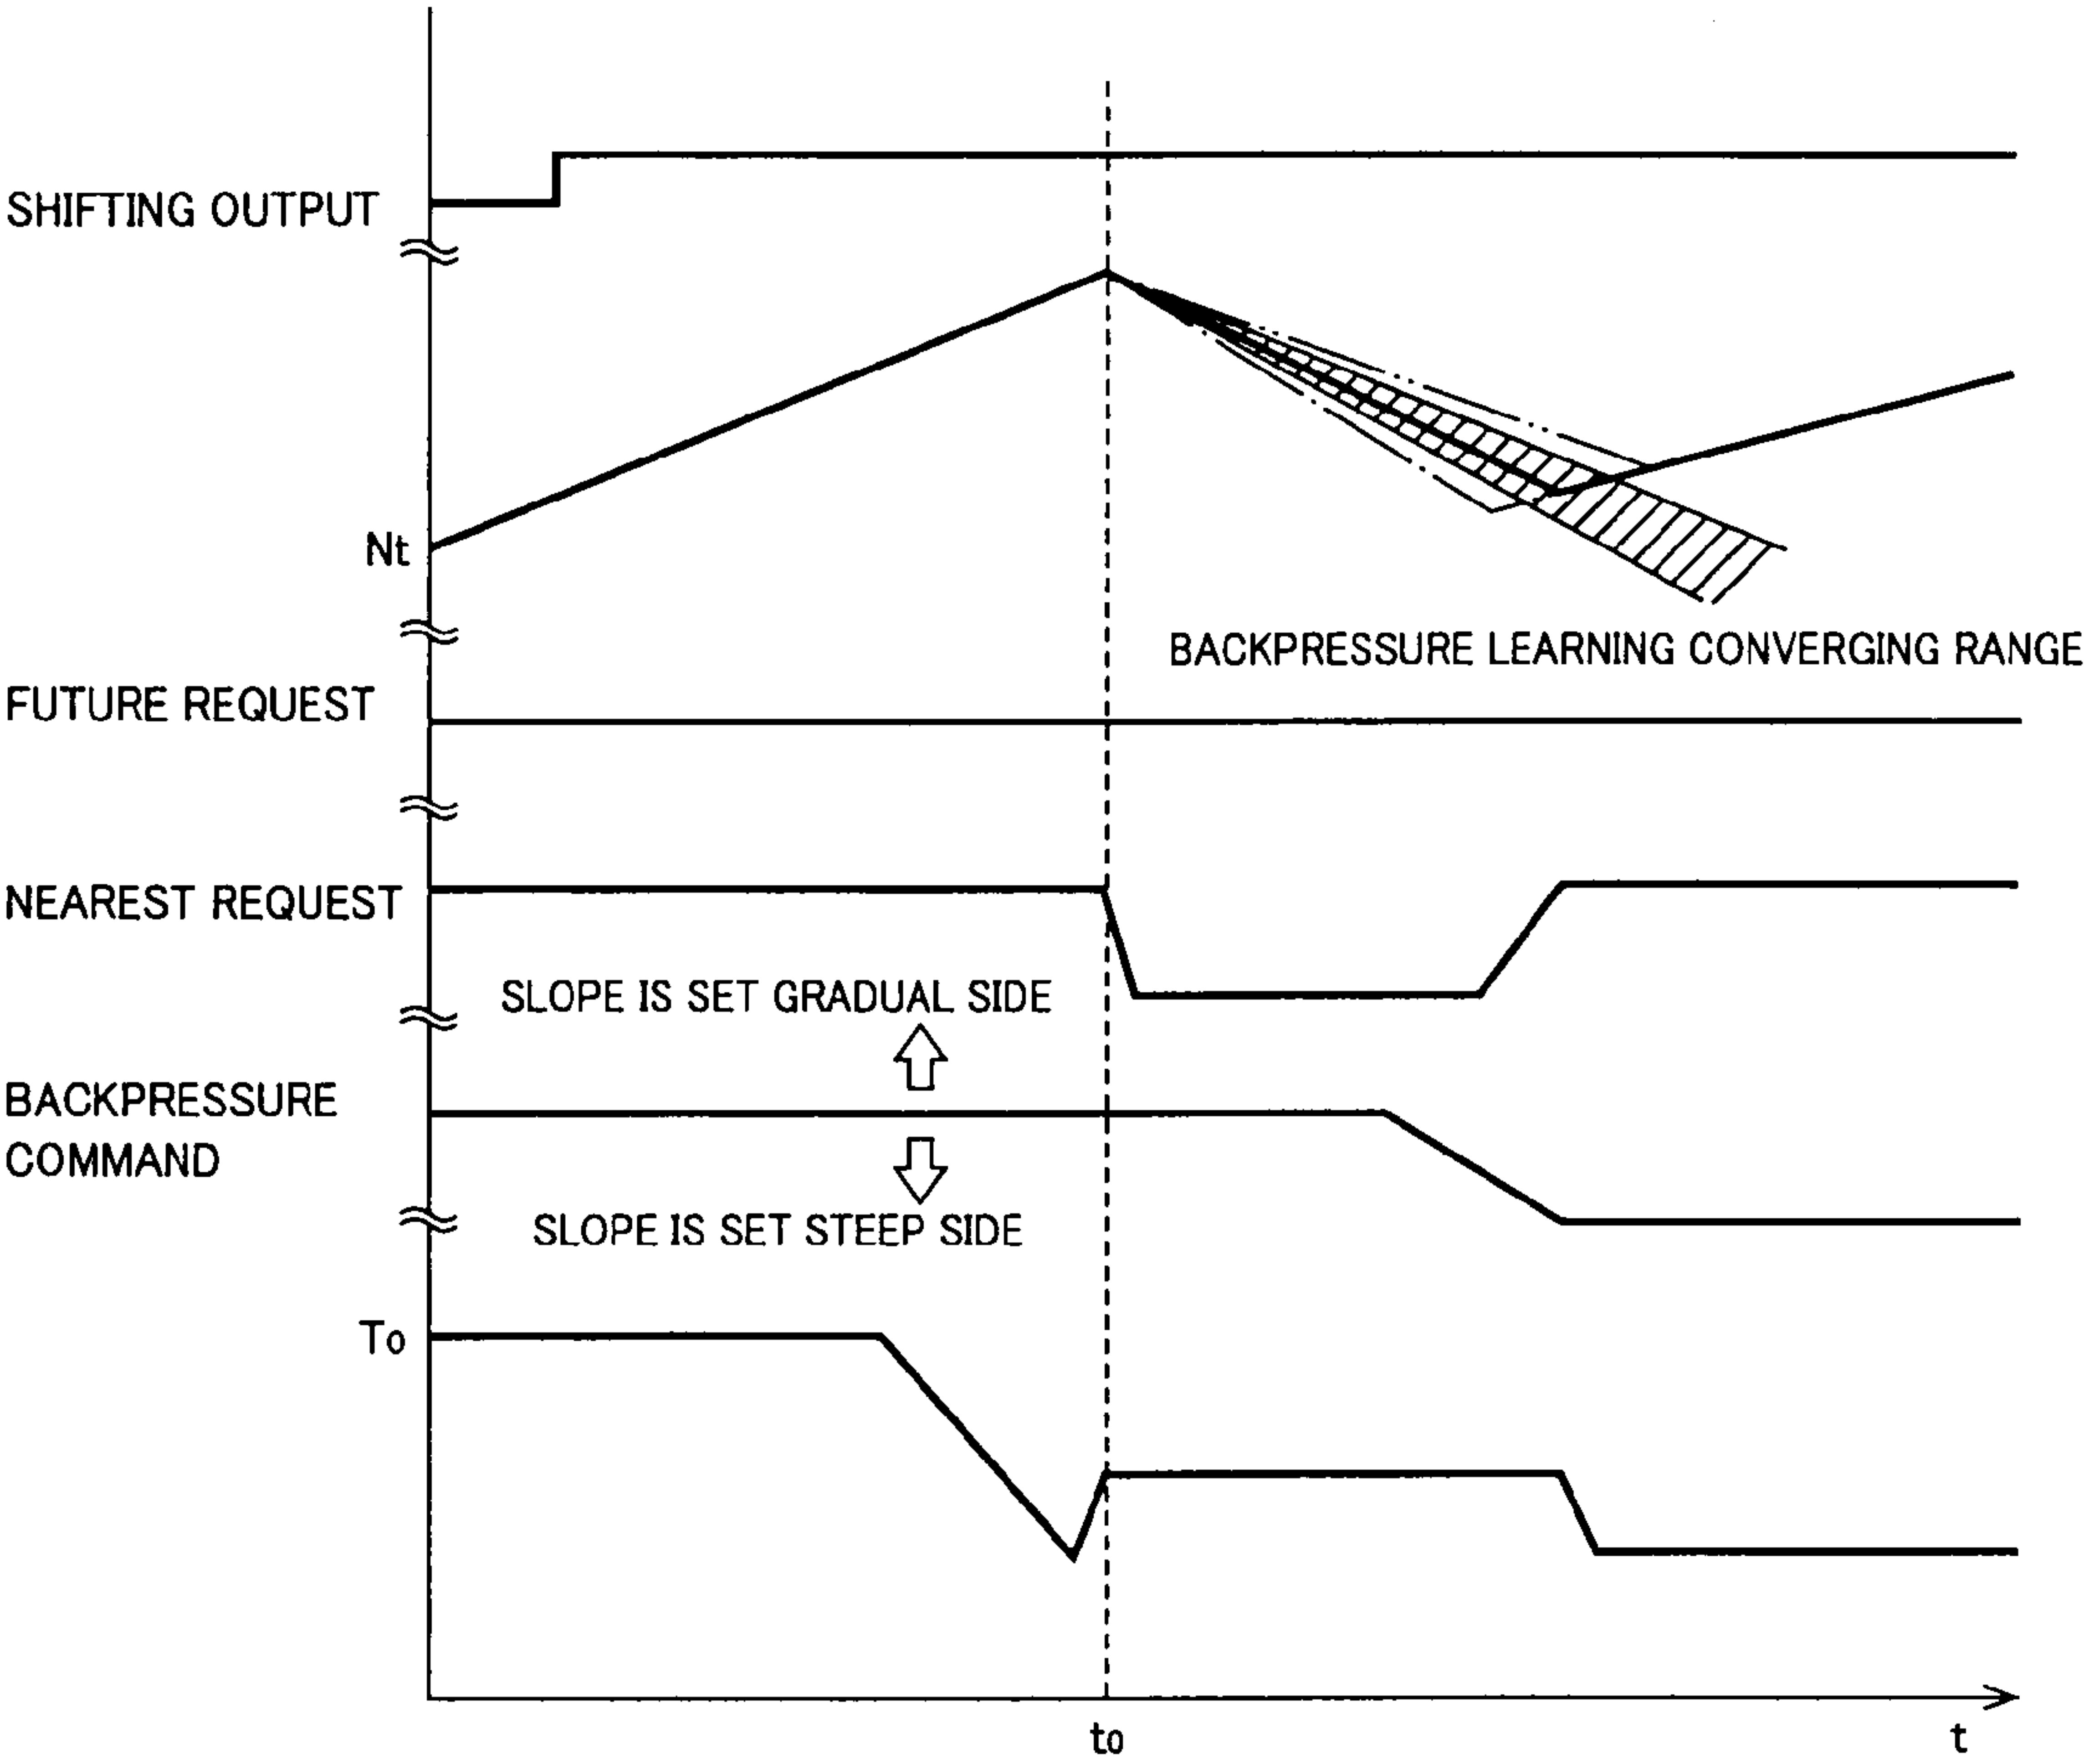 SHIFTING OUTPUT
Nt
BACKPRESSURE LEARNING CONVERGING RANGE
FUTURE REQUEST
NEAREST REQUEST
SLOPE IS SET GRADUAL SIDE
BACKPRESSURE
COMMAND
SLOPE IS SET STEEP SIDE
To
t0
t